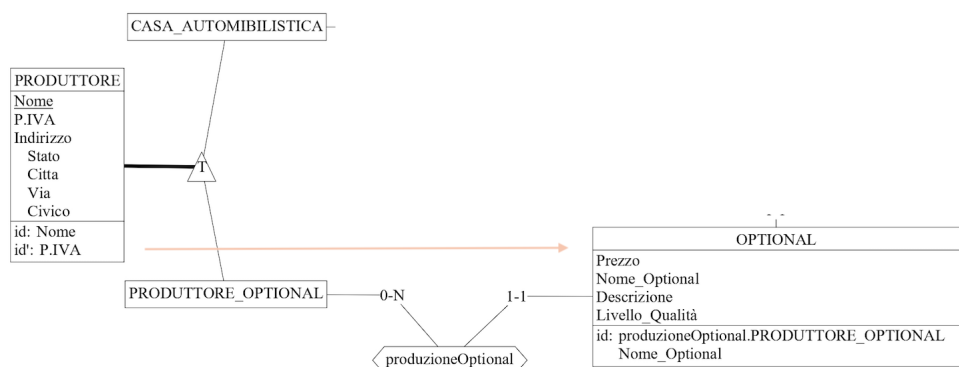 CASA_AUTOMIBILISTICA
PRODUTTORE
Nome
P.IVA
Indirizzo
Stato
Citta
Via
Civico
id: Nome
id': P.IVA
T
PRODUTTORE_OPTIONAL
0-N
1-1
produzioneOptional
OPTIONAL
Prezzo
Nome_Optional
Descrizione
Livello_Qualità
id: produzioneOptional.PRODUTTORE_OPTIONAL
Nome_Optional